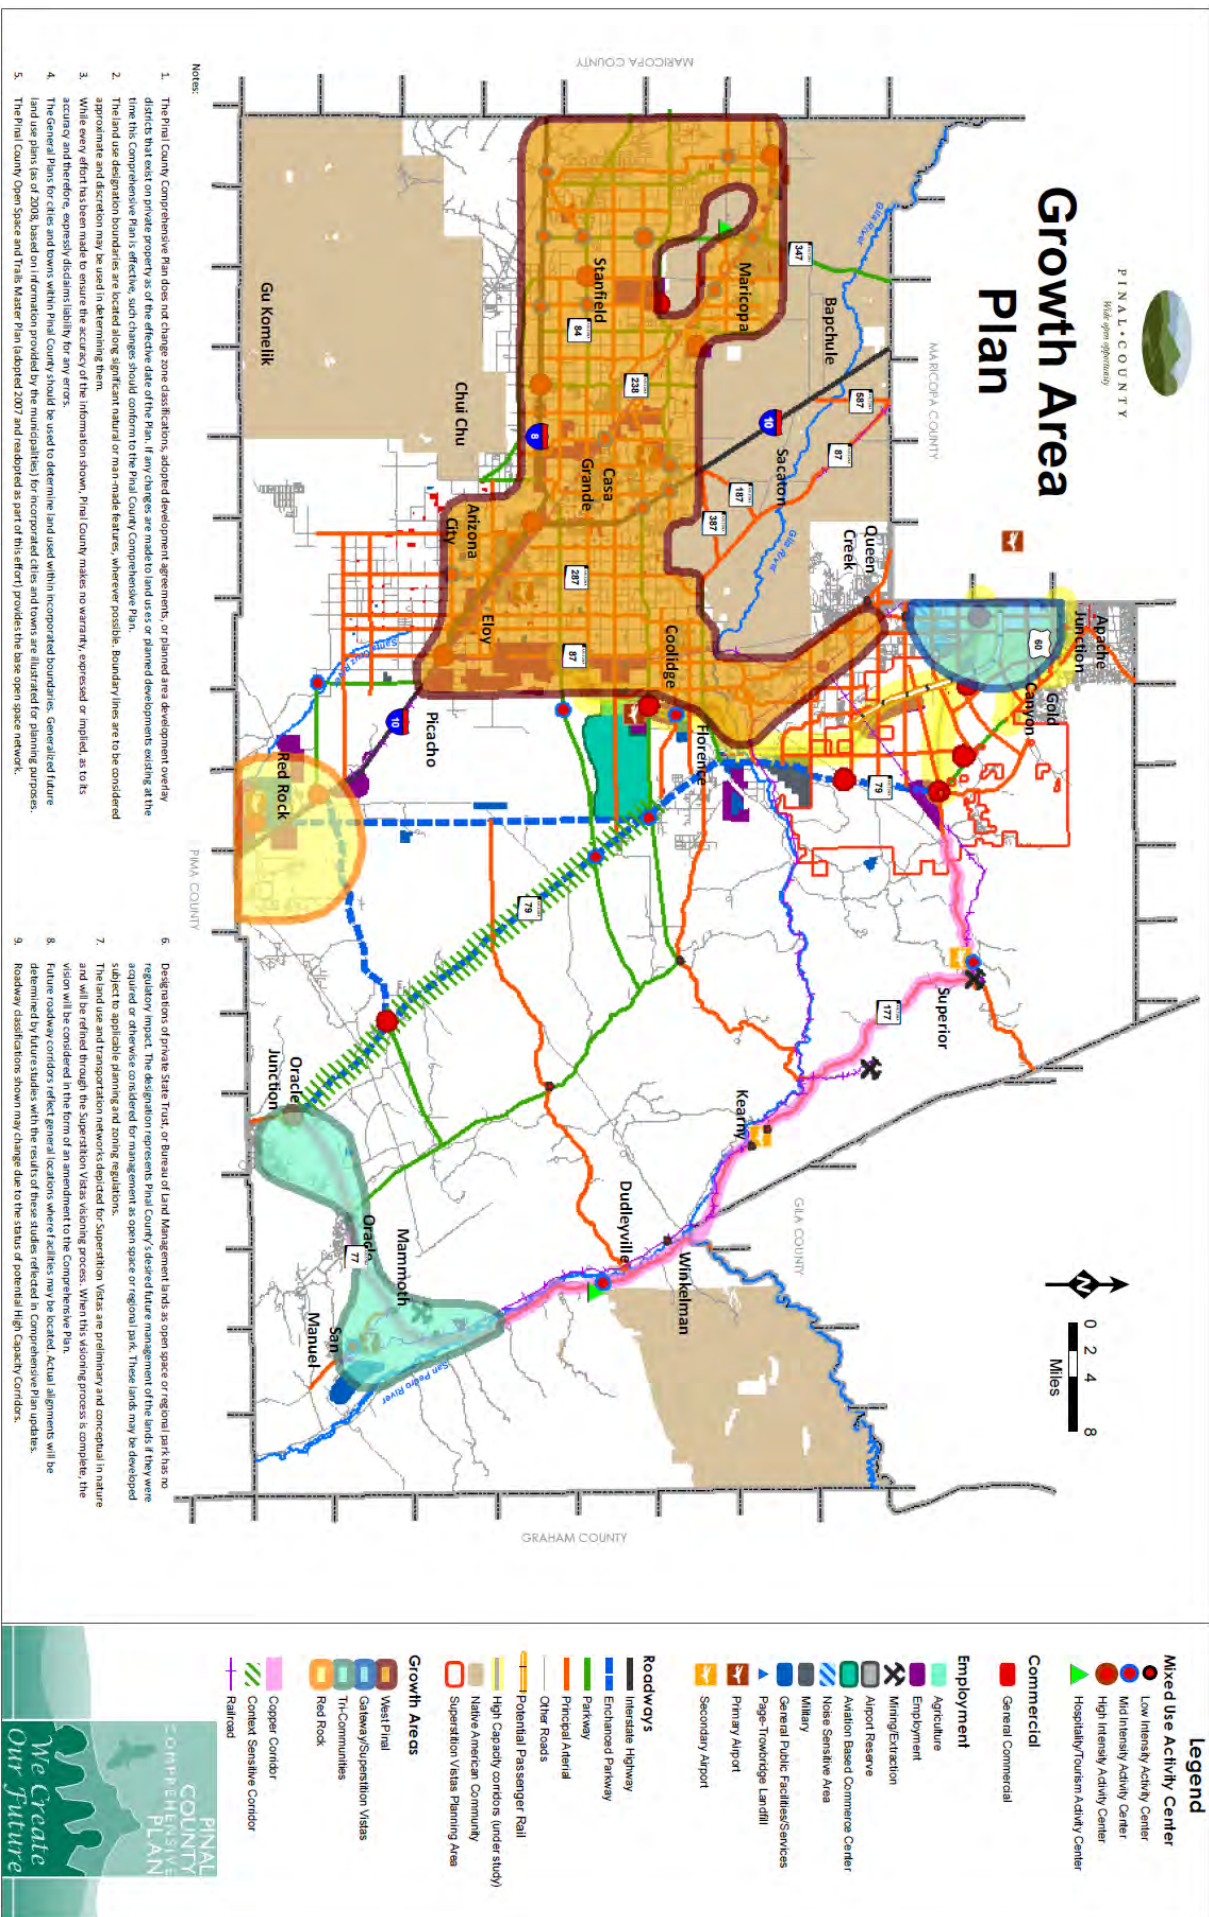 PINAL • COUNTY
Wide open opportunity
Growth Area
Plan
0 2 4 8
Miles
N
MARICOPA COUNTY
MARICOPA COUNTY
GILA COUNTY
GRAHAM COUNTY
PIMA COUNTY
Apache
Junction
Gold
Canyon
60
Queen
Creek
Superior
177
79
Gila River
347
Bapchule
587
87
Sacaton
10
187
387
Gila River
Maricopa
Stanfield
84
238
Casa
Grande
287
87
Coolidge
Florence
Kearny
Winkelman
Dudleyville
8
Chui Chu
Arizona
City
Eloy
Santa Cruz River
10
Picacho
Red Rock
79
Oracle
Junction
Oracle
77
Mammoth
San
Manuel
San Pedro River
Gu Komelik
Notes:
1. The Pinal County Comprehensive Plan does not change zone classifications, adopted development agreements, or planned area development overlay
districts that exist on private property as of the effective date of the Plan. If any changes are made to land uses or planned developments existing at the
time this Comprehensive Plan is effective, such changes should conform to the Pinal County Comprehensive Plan.
2. The land use designation boundaries are located along significant natural or man-made features, wherever possible. Boundary lines are to be considered
approximate and discretion may be used in determining them.
3. While every effort has been made to ensure the accuracy of the information shown, Pinal County makes no warranty, expressed or implied, as to its
accuracy and therefore, expressly disclaims liability for any errors.
4. The General Plans for cities and towns within Pinal County should be used to determine land used within incorporated boundaries. Generalized future
land use plans (as of 2008, based on information provided by the municipalities) for incorporated cities and towns are illustrated for planning purposes.
5. The Pinal County Open Space and Trails Master Plan (adopted 2007 and readopted as part of this effort) provides the base open space network.
6. Designations of private State Trust, or Bureau of Land Management lands as open space or regional park has no
regulatory impact. The designation represents Pinal County's desired future management of the lands if they were
acquired or otherwise considered for management as open space or regional park. These lands may be developed
subject to applicable planning and zoning regulations.
7. The land use and transportation networks depicted for Superstition Vistas are preliminary and conceptual in nature
and will be refined through the Superstition Vistas visioning process. When this visioning process is complete, the
vision will be considered in the form of an amendment to the Comprehensive Plan.
8. Future roadway corridors reflect general locations where facilities may be located. Actual alignments will be
determined by future studies with the results of these studies reflected in Comprehensive Plan updates.
9. Roadway classifications shown may change due to the status of potential High Capacity Corridors.
Legend
Mixed Use Activity Center
Low Intensity Activity Center
Mid Intensity Activity Center
High Intensity Activity Center
Hospitality/Tourism Activity Center
Commercial
General Commercial
Employment
Agriculture
Employment
Mining/Extraction
Airport Reserve
Aviation Based Commerce Center
Noise Sensitive Area
Military
General Public Facilities/Services
Page-Trowbridge Landfill
Primary Airport
Secondary Airport
Roadways
Interstate Highway
Enchanced Parkway
Parkway
Principal Arterial
Other Roads
Potential Passenger Rail
High Capacity corridors (under study)
Native American Community
Superstition Vistas Planning Area
Growth Areas
West Pinal
Gateway/Superstition Vistas
Tri-Communities
Red Rock
Copper Corridor
Context Sensitive Corridor
Railroad
PINAL
COUNTY
COMPREHENSIVE
PLAN
We Create
Our Future